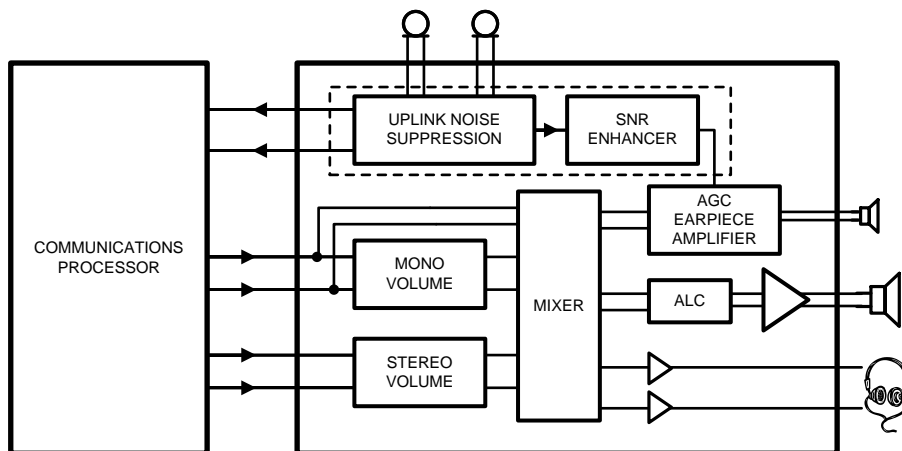 UPLINK NOISE
SUPPRESSION
SNR
ENHANCER
AGC
EARPIECE
AMPLIFIER
COMMUNICATIONS
PROCESSOR
MONO
VOLUME
MIXER
ALC
STEREO
VOLUME